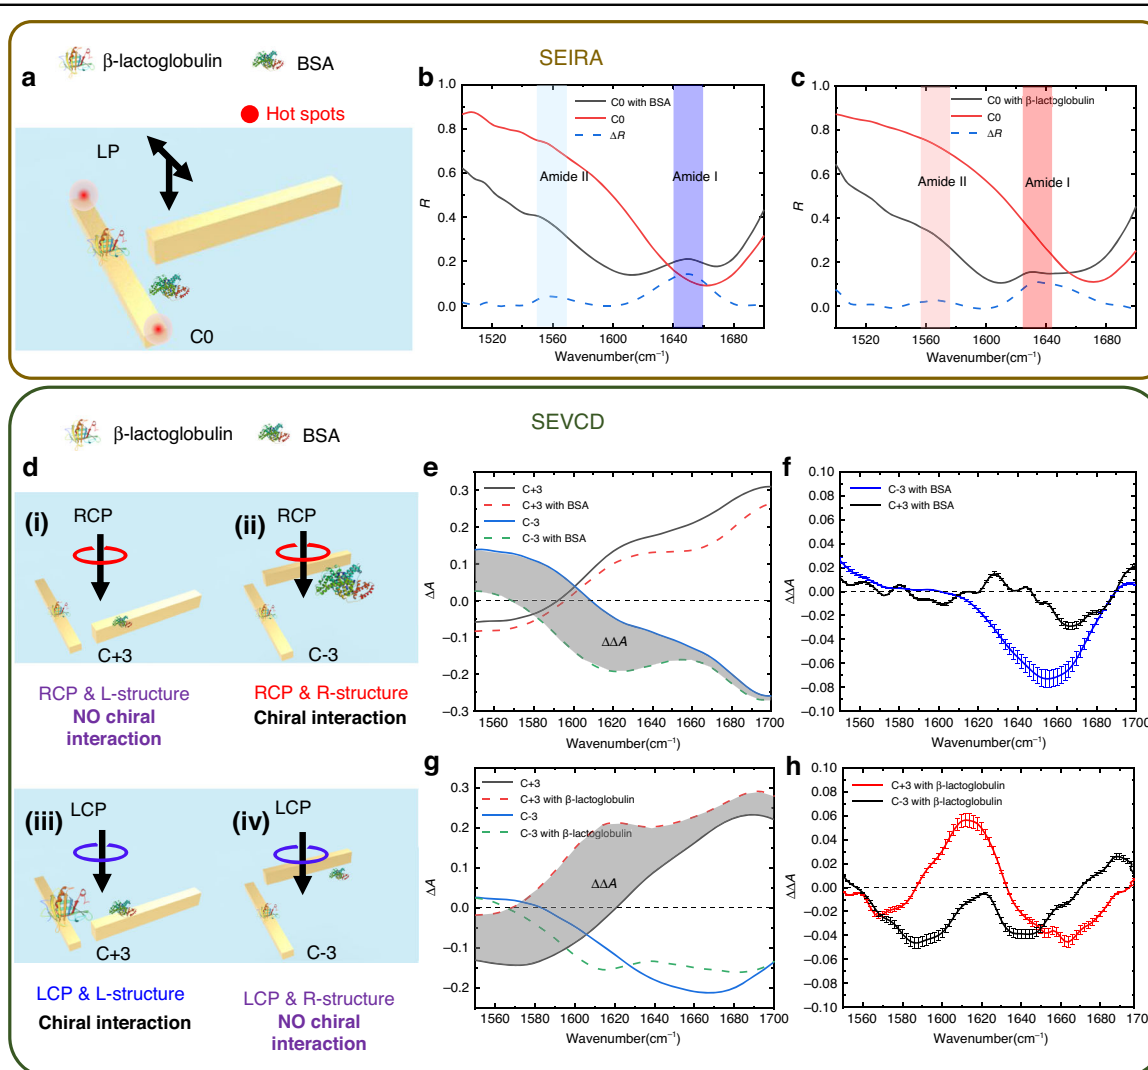 SEIRA
β-lactoglobulin
BSA
a
Hot spots
LP
C0
b
C0 with BSA
C0
ΔR
Amide II
Amide I
R
1.0
0.8
0.6
0.4
0.2
0.0
1520 1560 1600 1640 1680
Wavenumber(cm⁻¹)
c
C0 with β-lactoglobulin
C0
ΔR
Amide II
Amide I
R
1.0
0.8
0.6
0.4
0.2
0.0
1520 1560 1600 1640 1680
Wavenumber(cm⁻¹)
SEVCD
β-lactoglobulin
BSA
d
(i)
RCP
C+3
RCP & L-structure
NO chiral
interaction
(ii)
RCP
C-3
RCP & R-structure
Chiral interaction
(iii)
LCP
C+3
LCP & L-structure
Chiral interaction
(iv)
LCP
C-3
LCP & R-structure
NO chiral
interaction
e
C+3
C+3 with BSA
C-3
C-3 with BSA
ΔΔA
ΔA
0.3
0.2
0.1
0.0
−0.1
−0.2
−0.3
1560 1580 1600 1620 1640 1660 1680 1700
Wavenumber(cm⁻¹)
f
C-3 with BSA
C+3 with BSA
ΔΔA
0.10
0.08
0.06
0.04
0.02
0.00
−0.02
−0.04
−0.06
−0.08
−0.10
1560 1580 1600 1620 1640 1660 1680 1700
Wavenumber(cm⁻¹)
g
C+3
C+3 with β-lactoglobulin
C-3
C-3 with β-lactoglobulin
ΔΔA
ΔA
0.3
0.2
0.1
0.0
−0.1
−0.2
1560 1580 1600 1620 1640 1660 1680 1700
Wavenumber(cm⁻¹)
h
C+3 with β-lactoglobulin
C-3 with β-lactoglobulin
ΔΔA
0.10
0.08
0.06
0.04
0.02
0.00
−0.02
−0.04
−0.06
−0.08
−0.10
1560 1580 1600 1620 1640 1660 1680 170
Wavenumber(cm⁻¹)